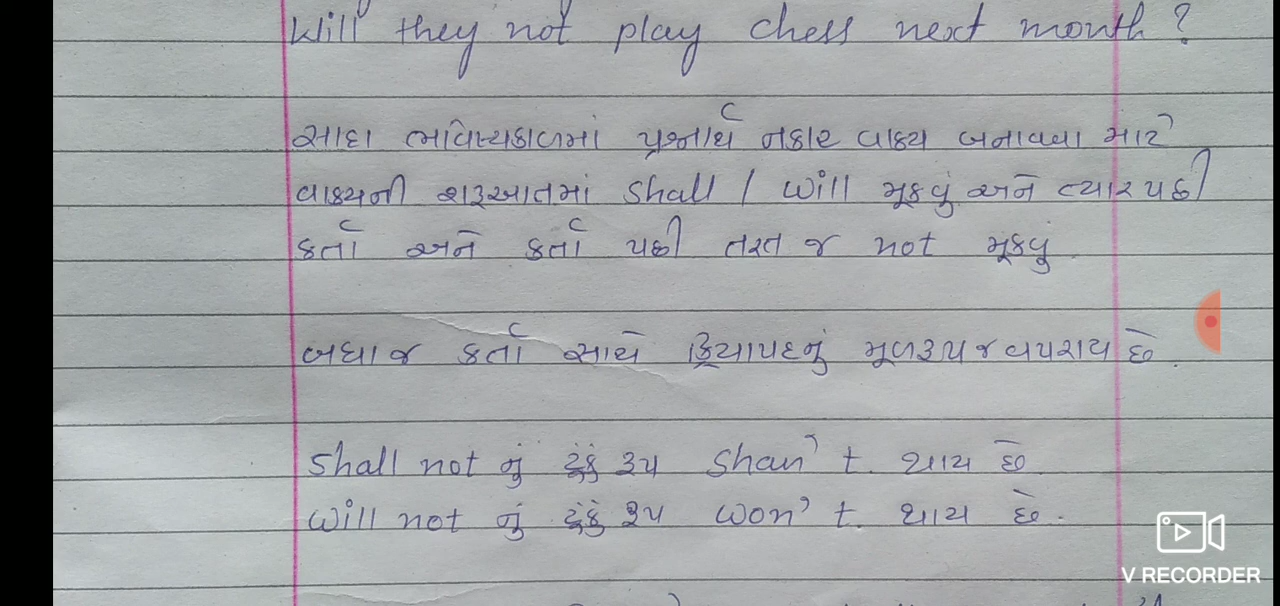 Will they not play chess next month ?
સાદા ભવિષ્યકાળમાં પ્રશ્નાર્થ નકાર વાક્ય બનાવવા માટે
વાક્યની શરૂઆતમાં shall / will મૂકવું અને ત્યાર પછી
કર્તા અને કર્તા પછી તરત જ not મૂકવું
બધા જ કર્તા સાથે ક્રિયાપદનું મૂળરૂપ જ વપરાય છે.
shall not નું ટૂંકું રૂપ shan't. થાય છે
will not નું ટૂંકું રૂપ won't. થાય છે.
V RECORDER